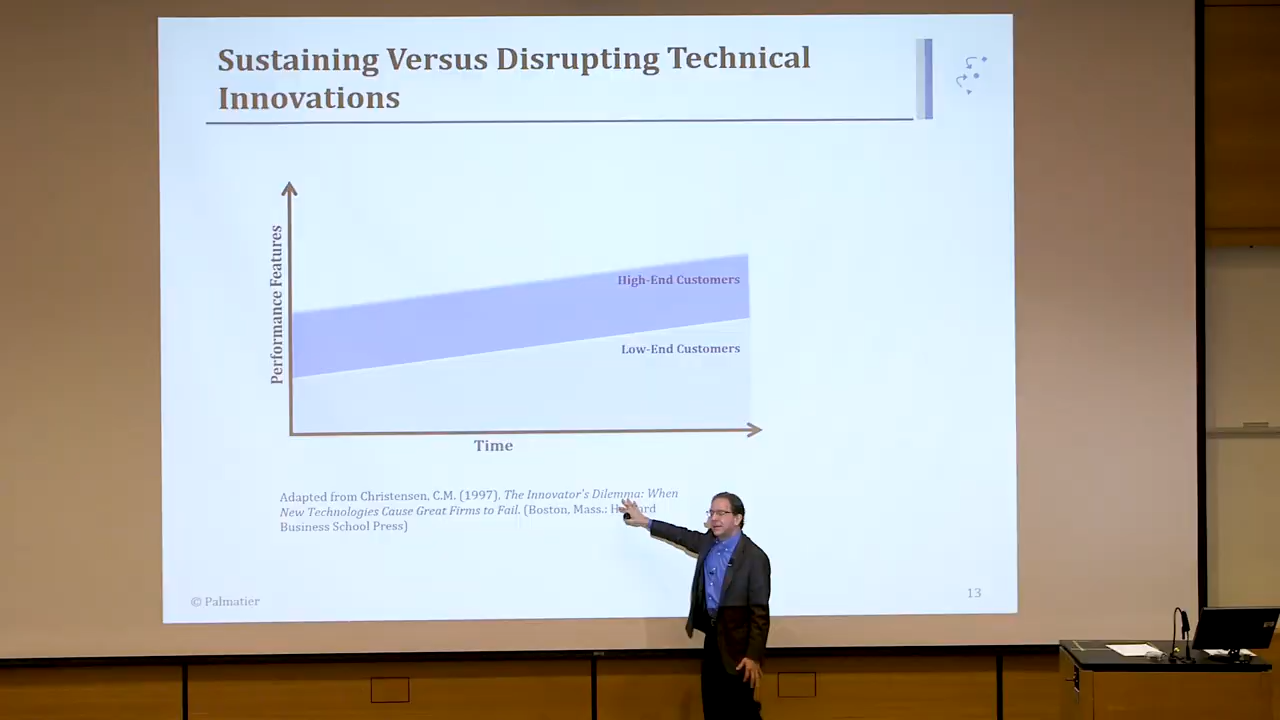 Sustaining Versus Disrupting Technical
Innovations
Performance Features
High-End Customers
Low-End Customers
Time
Adapted from Christensen, C.M. (1997), The Innovator's Dilemma: When
New Technologies Cause Great Firms to Fail. (Boston, Mass.:
Business School Press)
© Palmatier
13